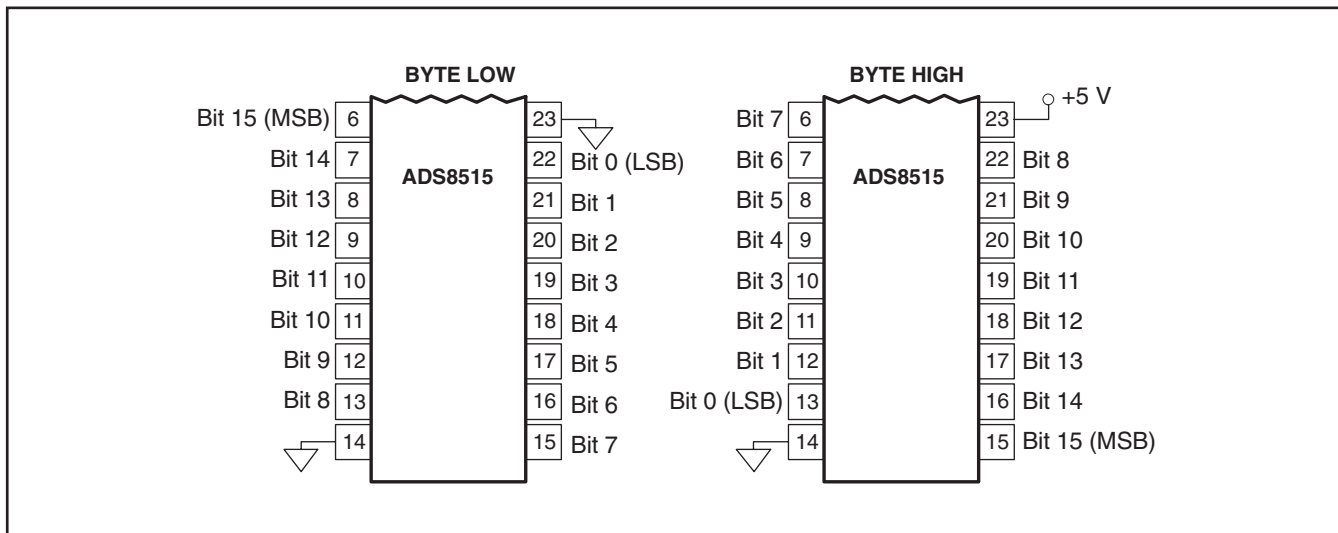 BYTE LOW
Bit 15 (MSB) 6 23
Bit 14 7 22 Bit 0 (LSB)
ADS8515
Bit 13 8 21 Bit 1
Bit 12 9 20 Bit 2
Bit 11 10 19 Bit 3
Bit 10 11 18 Bit 4
Bit 9 12 17 Bit 5
Bit 8 13 16 Bit 6
14 15 Bit 7
BYTE HIGH
+5 V
Bit 7 6 23
Bit 6 7 22 Bit 8
ADS8515
Bit 5 8 21 Bit 9
Bit 4 9 20 Bit 10
Bit 3 10 19 Bit 11
Bit 2 11 18 Bit 12
Bit 1 12 17 Bit 13
Bit 0 (LSB) 13 16 Bit 14
14 15 Bit 15 (MSB)